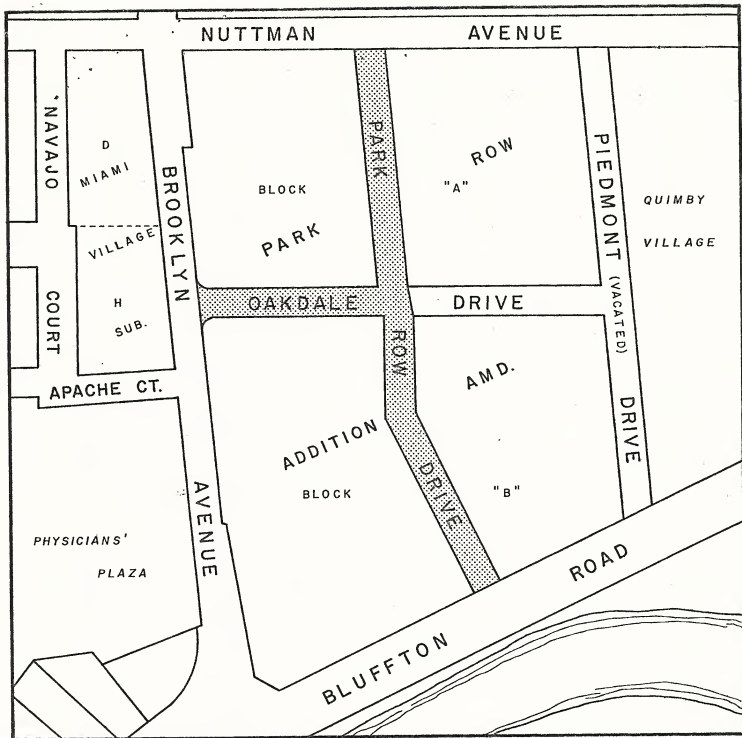 NUTTMAN AVENUE
NAVAJO
COURT
D
MIAMI
VILLAGE
H
SUB.
APACHE CT.
BROOKLYN
AVENUE
BLOCK
PARK
PARK
ROW
"A"
PIEDMONT (VACATED) DRIVE
QUIMBY
VILLAGE
OAKDALE DRIVE
ROW
DRIVE
AMD.
ADDITION
BLOCK
"B"
PHYSICIANS'
PLAZA
BLUFFTON ROAD